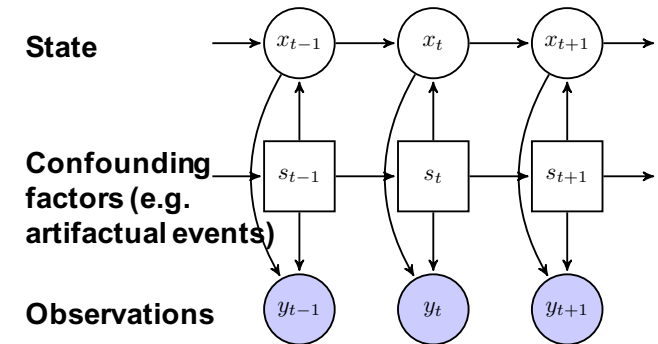 State
x_{t-1} x_t x_{t+1}
Confounding
factors (e.g.
artifactual events)
s_{t-1} s_t s_{t+1}
Observations
y_{t-1} y_t y_{t+1}